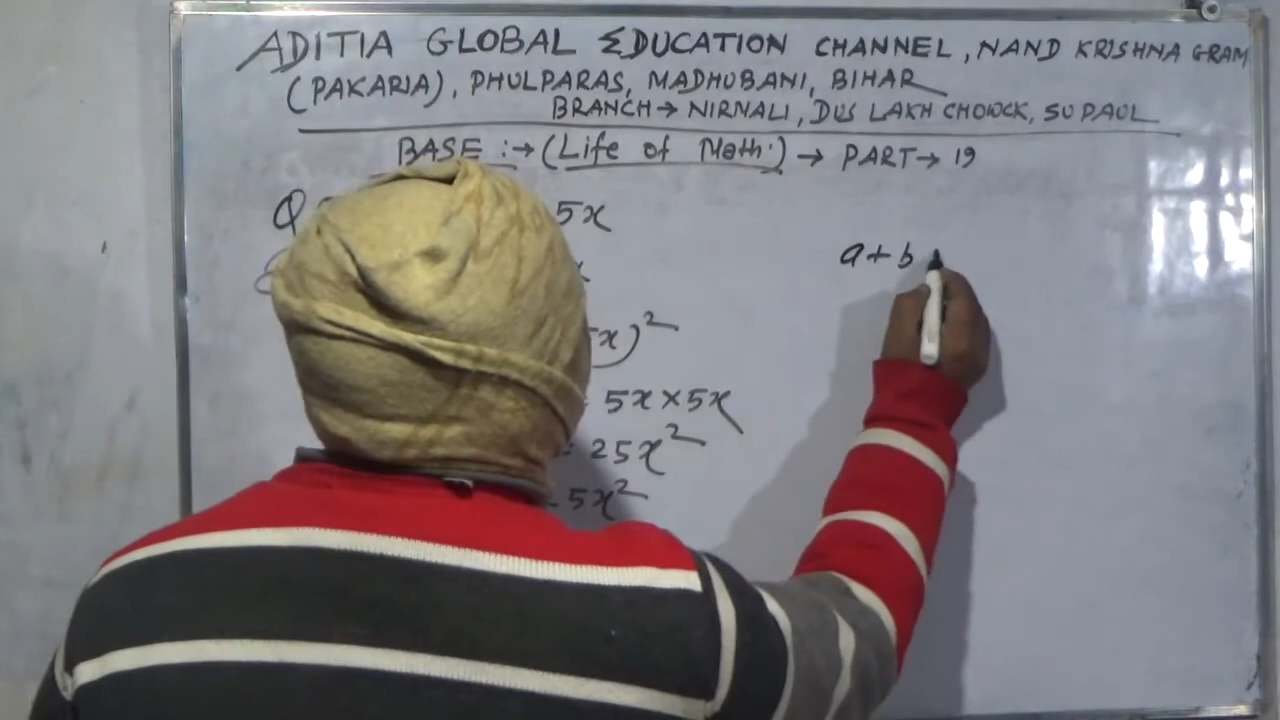 ADITIA GLOBAL EDUCATION CHANNEL, NAND KRISHNA GRAM
(PAKARIA), PHULPARAS, MADHUBANI, BIHAR
BRANCH → NIRNALI, DUS LAKH CHOWCK, SUPAUL
BASE :→ (Life of Math.) → PART → 19
Q 5x
a + b
x)²
5x × 5x
= 25x²
5x²